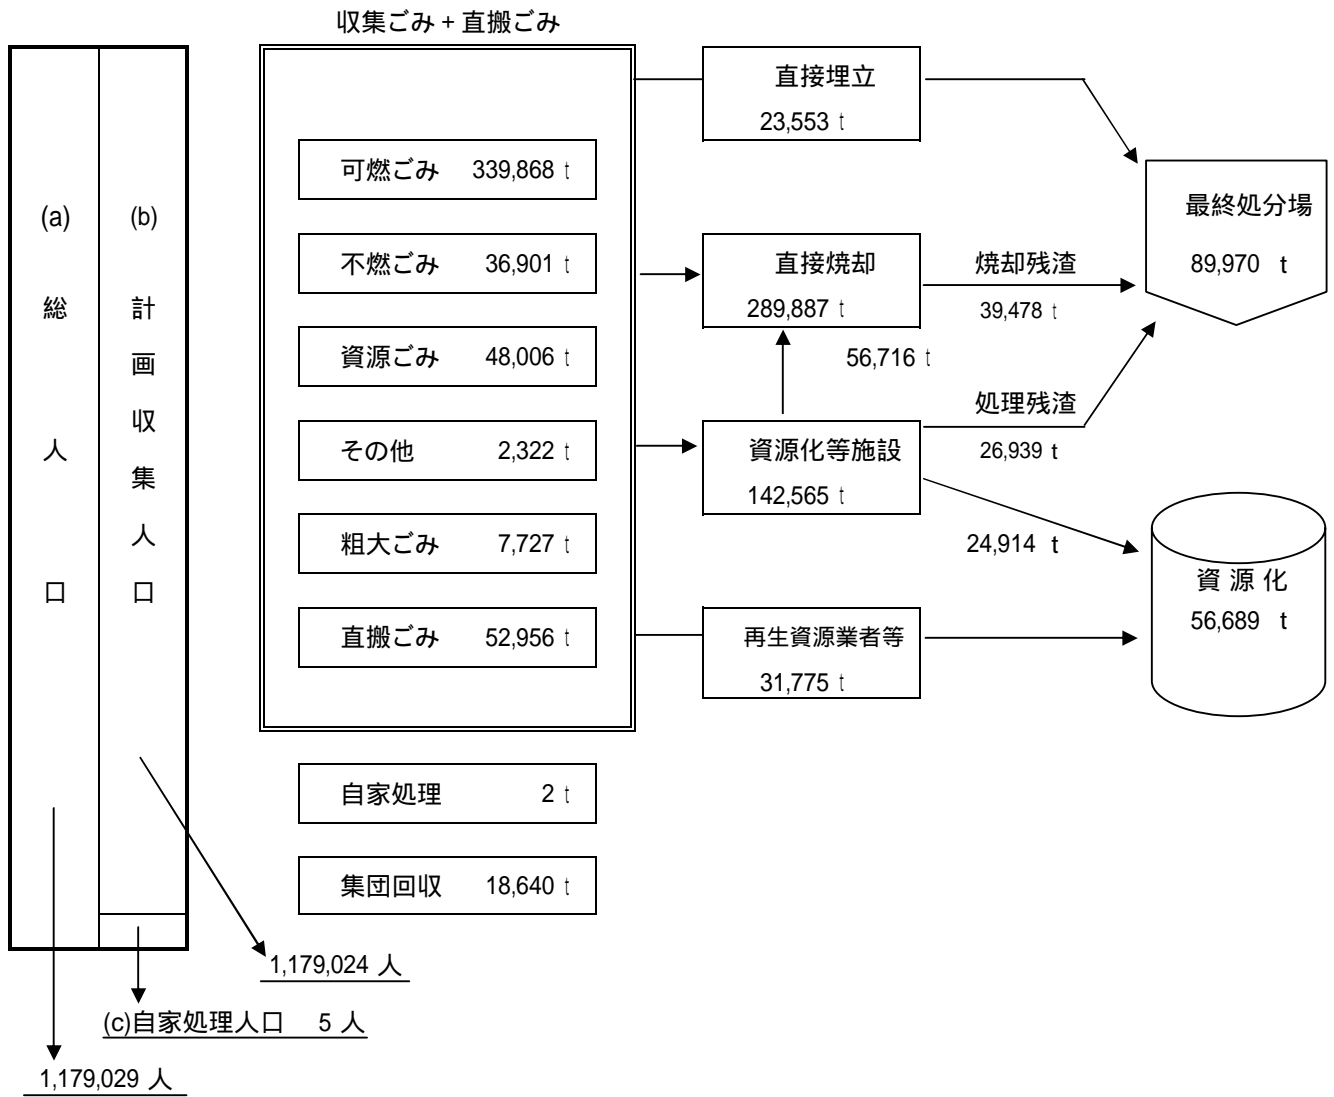 収集ごみ + 直搬ごみ
(a)
総
人
口
(b)
計
画
収
集
人
口
可燃ごみ 339,868 t
不燃ごみ 36,901 t
資源ごみ 48,006 t
その他 2,322 t
粗大ごみ 7,727 t
直搬ごみ 52,956 t
自家処理 2 t
集団回収 18,640 t
直接埋立
23,553 t
直接焼却
289,887 t
56,716 t
資源化等施設
142,565 t
再生資源業者等
31,775 t
焼却残渣
39,478 t
処理残渣
26,939 t
24,914 t
最終処分場
89,970 t
資 源 化
56,689 t
1,179,024 人
(c)自家処理人口 5 人
1,179,029 人